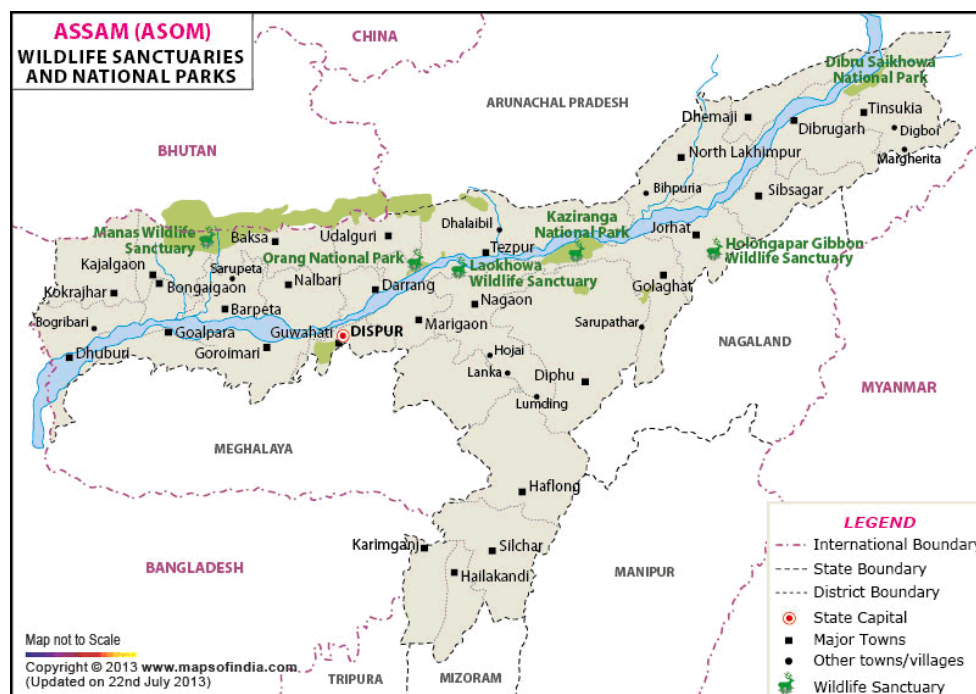 ASSAM (ASOM)
WILDLIFE SANCTUARIES
AND NATIONAL PARKS
CHINA
Dibru Saikhowa
National Park
ARUNACHAL PRADESH
Dhemaji
Tinsukia
Dibrugarh
Digboi
BHUTAN
North Lakhimpur
Margherita
Bihpuria
Sibsagar
Manas Wildlife
Sanctuary
Baksa
Udalguri
Dhalaibil
Kaziranga
National Park
Jorhat
Tezpur
Holongapar Gibbon
Wildlife Sanctuary
Kajalgaon
Sarupeta
Orang National Park
Laokhowa
Wildlife Sanctuary
Kokrajhar
Bongaigaon
Nalbari
Darrang
Golaghat
Nagaon
Barpeta
Bogribari
Goalpara
Guwahati
DISPUR
Marigaon
Sarupathar
NAGALAND
Dhuburi
Goroimari
Hojai
Lanka
Diphu
MYANMAR
Lumding
MEGHALAYA
Haflong
Karimganj
Silchar
BANGLADESH
Hailakandi
MANIPUR
TRIPURA
MIZORAM
LEGEND
International Boundary
State Boundary
District Boundary
State Capital
Major Towns
Other towns/villages
Wildlife Sanctuary
Map not to Scale
Copyright © 2013 www.mapsofindia.com
(Updated on 22nd July 2013)